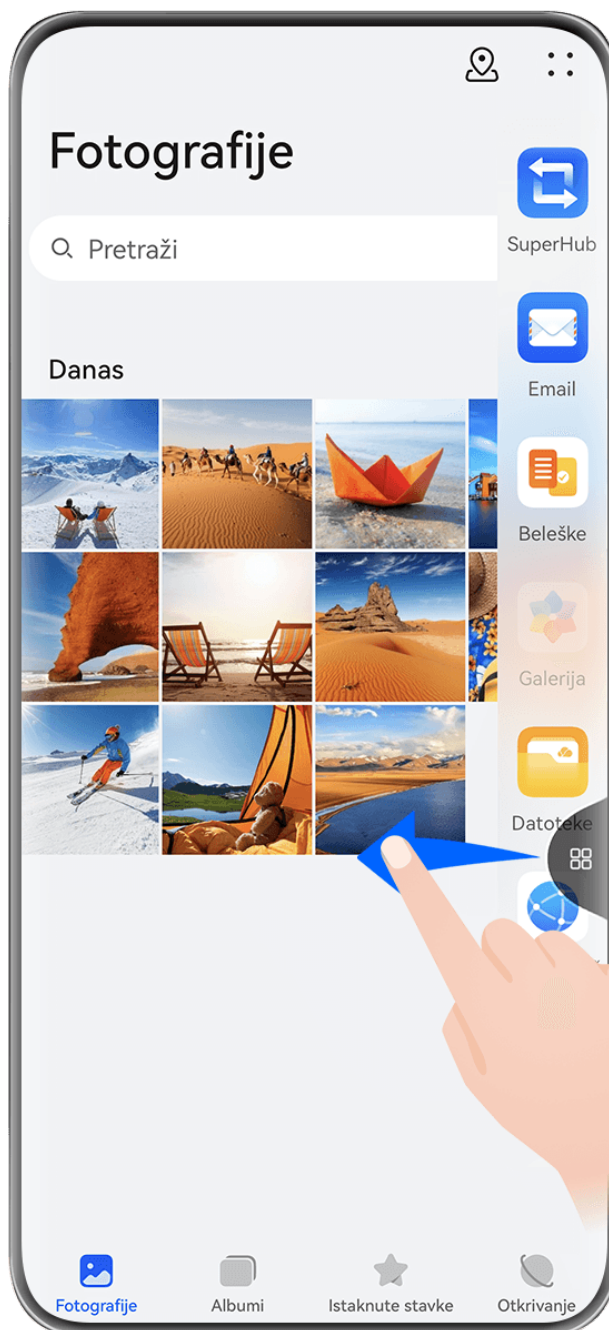 Fotografije
Pretraži
Danas
SuperHub
Email
Beleške
Galerija
Datoteke
Fotografije
Albumi
Istaknute stavke
Otkrivanje